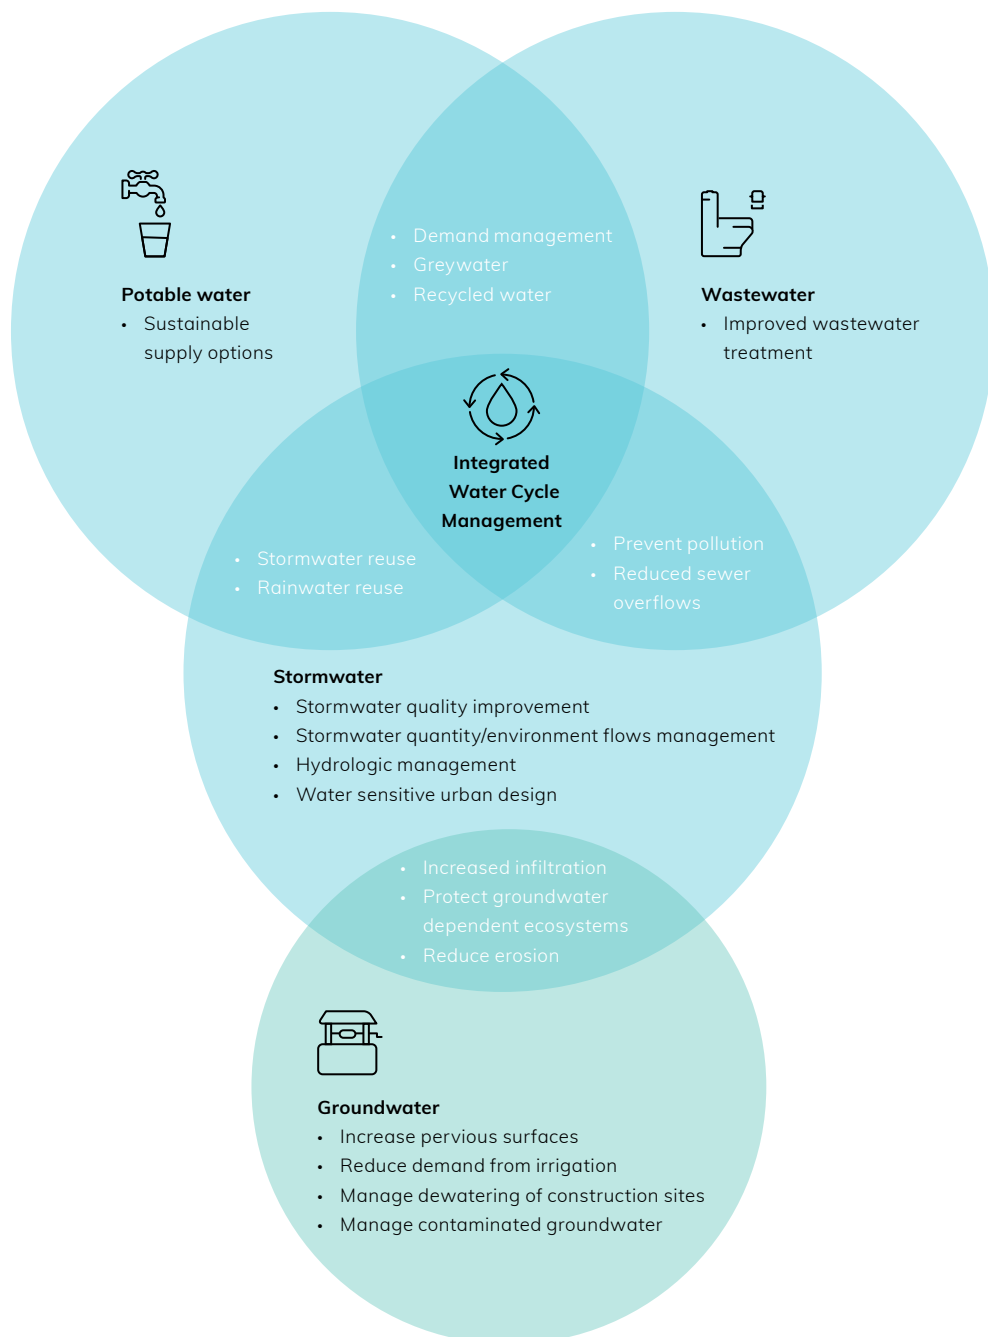 • Demand management
• Greywater
• Recycled water
Potable water
• Sustainable
supply options
Wastewater
• Improved wastewater
treatment
Integrated
Water Cycle
Management
• Stormwater reuse
• Rainwater reuse
• Prevent pollution
• Reduced sewer
overflows
Stormwater
• Stormwater quality improvement
• Stormwater quantity/environment flows management
• Hydrologic management
• Water sensitive urban design
• Increased infiltration
• Protect groundwater
dependent ecosystems
• Reduce erosion
Groundwater
• Increase pervious surfaces
• Reduce demand from irrigation
• Manage dewatering of construction sites
• Manage contaminated groundwater